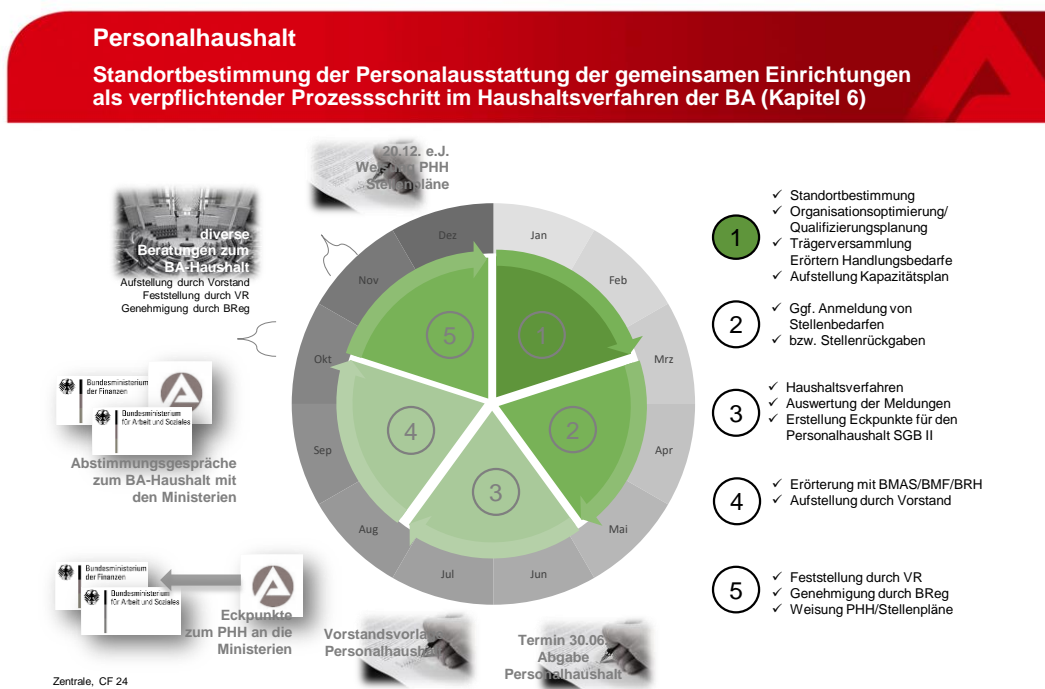 Personalhaushalt
Standortbestimmung der Personalausstattung der gemeinsamen Einrichtungen
als verpflichtender Prozessschritt im Haushaltsverfahren der BA (Kapitel 6)
20.12. e.J.
PHH
Stellenpläne
diverse
Beratungen zum
BA-Haushalt
Aufstellung durch Vorstand
Feststellung durch VR
Genehmigung durch BReg
Bundesministerium
der Finanzen
Bundesministerium
für Arbeit und Soziales
Abstimmungsgespräche
zum BA-Haushalt mit
den Ministerien
Bundesministerium
der Finanzen
Bundesministerium
für Arbeit und Soziales
Eckpunkte
zum PHH an die
Ministerien
Personalhaushalt
Termin 30.06.
Abgabe
Personalhaushalt
Dez
Jan
Nov
Feb
Okt
Mrz
Sep
Apr
Aug
Mai
Jul
Jun
5
1
4
2
3
1
✓ Standortbestimmung
✓ Organisationsoptimierung/
Qualifizierungsplanung
✓ Trägerversammlung
Erörtern Handlungsbedarfe
✓ Aufstellung Kapazitätsplan
2
✓ Ggf. Anmeldung von
Stellenbedarfen
✓ bzw. Stellenrückgaben
3
✓ Haushaltsverfahren
✓ Auswertung der Meldungen
✓ Erstellung Eckpunkte für den
Personalhaushalt SGB II
4
✓ Erörterung mit BMAS/BMF/BRH
✓ Aufstellung durch Vorstand
5
✓ Feststellung durch VR
✓ Genehmigung durch BReg
✓ Weisung PHH/Stellenpläne
Zentrale, CF 24